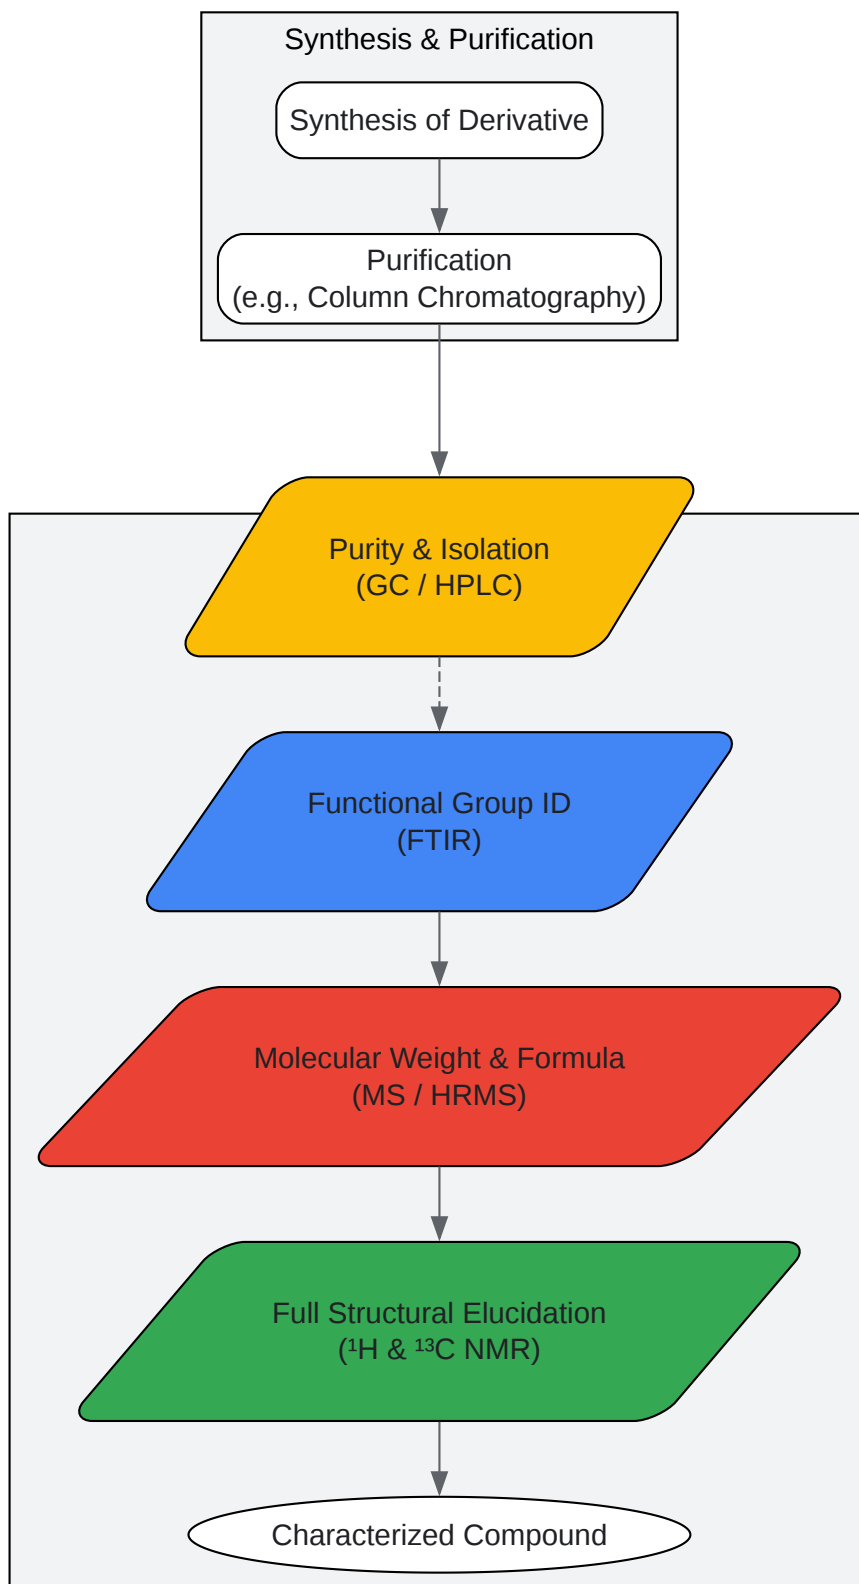 Synthesis & Purification
Synthesis of Derivative
Purification
(e.g., Column Chromatography)
Purity & Isolation
(GC / HPLC)
Functional Group ID
(FTIR)
Molecular Weight & Formula
(MS / HRMS)
Full Structural Elucidation
(¹H & ¹³C NMR)
Characterized Compound